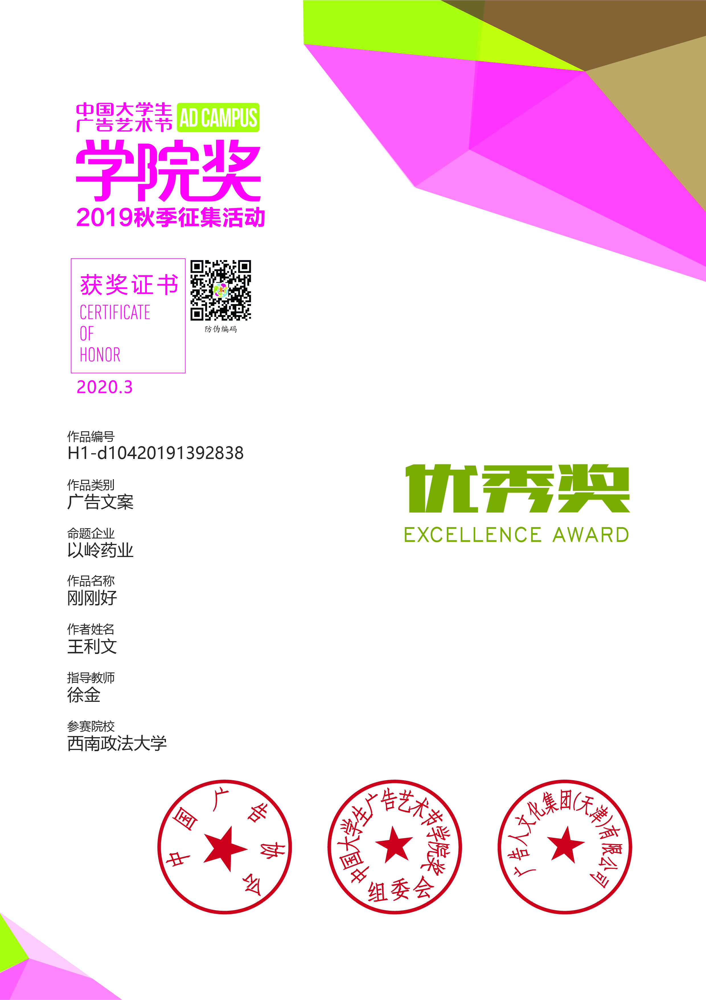 中国大学生
广告艺术节
AD CAMPUS
学院奖
2019秋季征集活动
获奖证书
CERTIFICATE
OF
HONOR
防伪编码
2020.3
作品编号
H1-d10420191392838
作品类别
广告文案
命题企业
以岭药业
作品名称
刚刚好
作者姓名
王利文
指导教师
徐金
参赛院校
西南政法大学
优秀奖
EXCELLENCE AWARD
中国广告协会
中国大学生广告艺术节学院奖
组委会
广告人文化集团(天津)有限公司